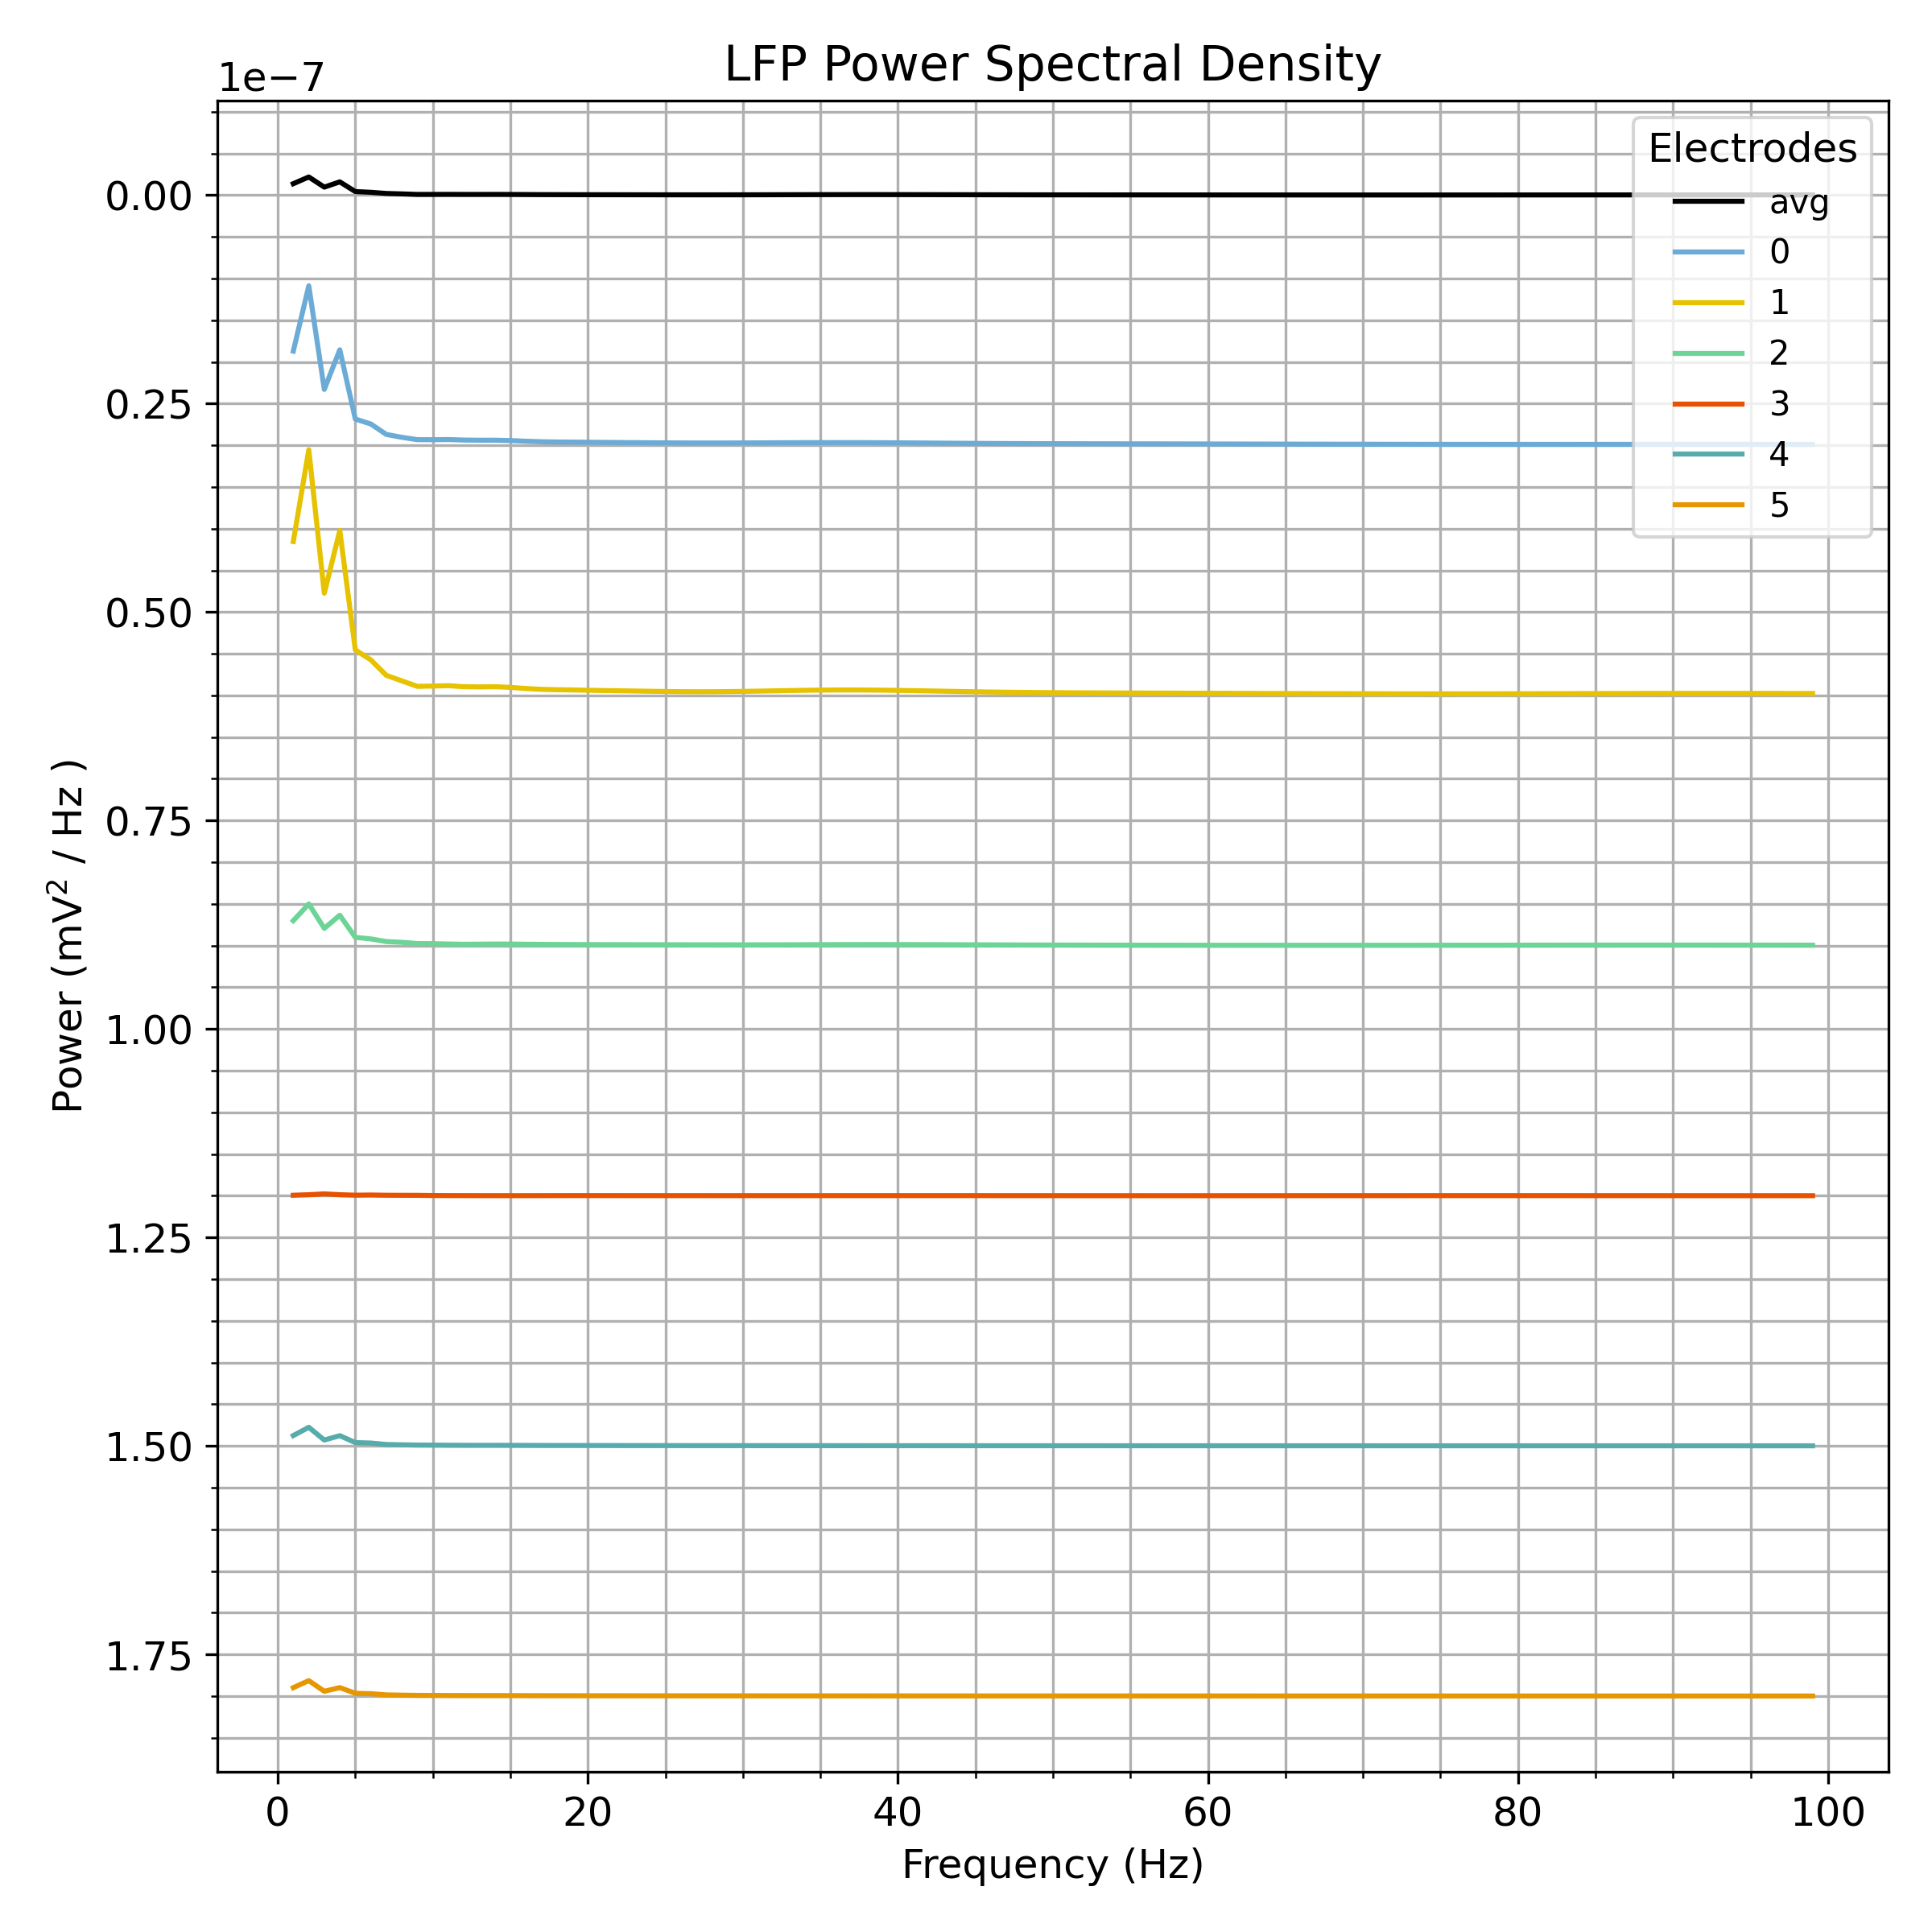 LFP Power Spectral Density
1e−7
0.00
0.25
0.50
0.75
1.00
1.25
1.50
1.75
Power (mV² / Hz )
0 20 40 60 80 100
Frequency (Hz)
Electrodes
avg
0
1
2
3
4
5